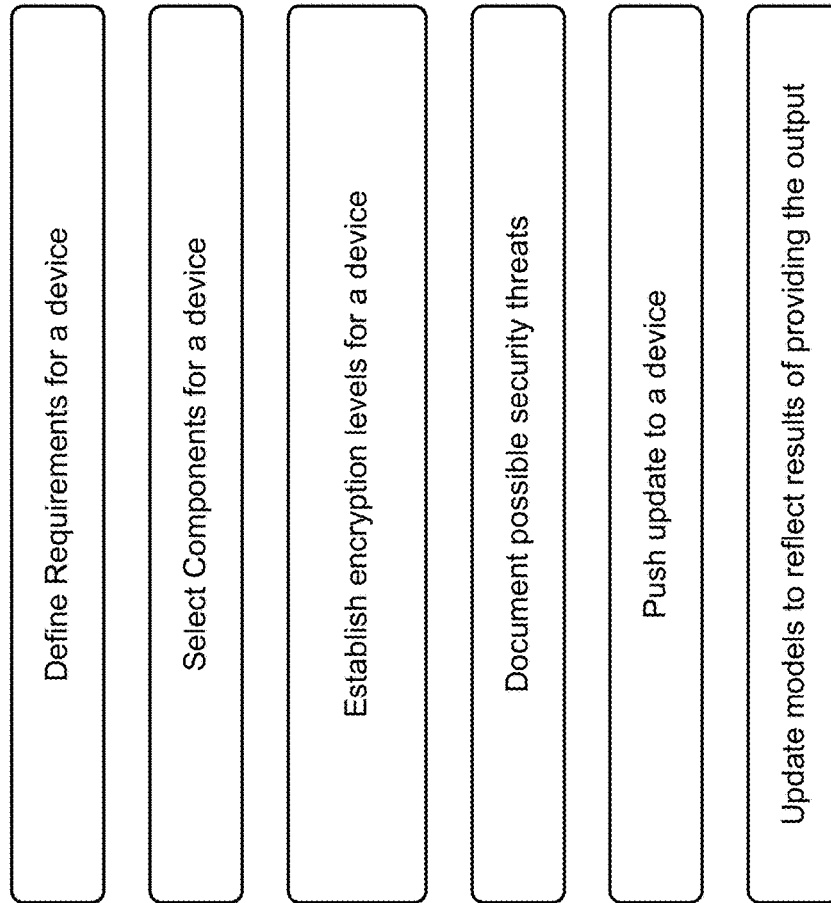 Define Requirements for a device
Select Components for a device
Establish encryption levels for a device
Document possible security threats
Push update to a device
Update models to reflect results of providing the output